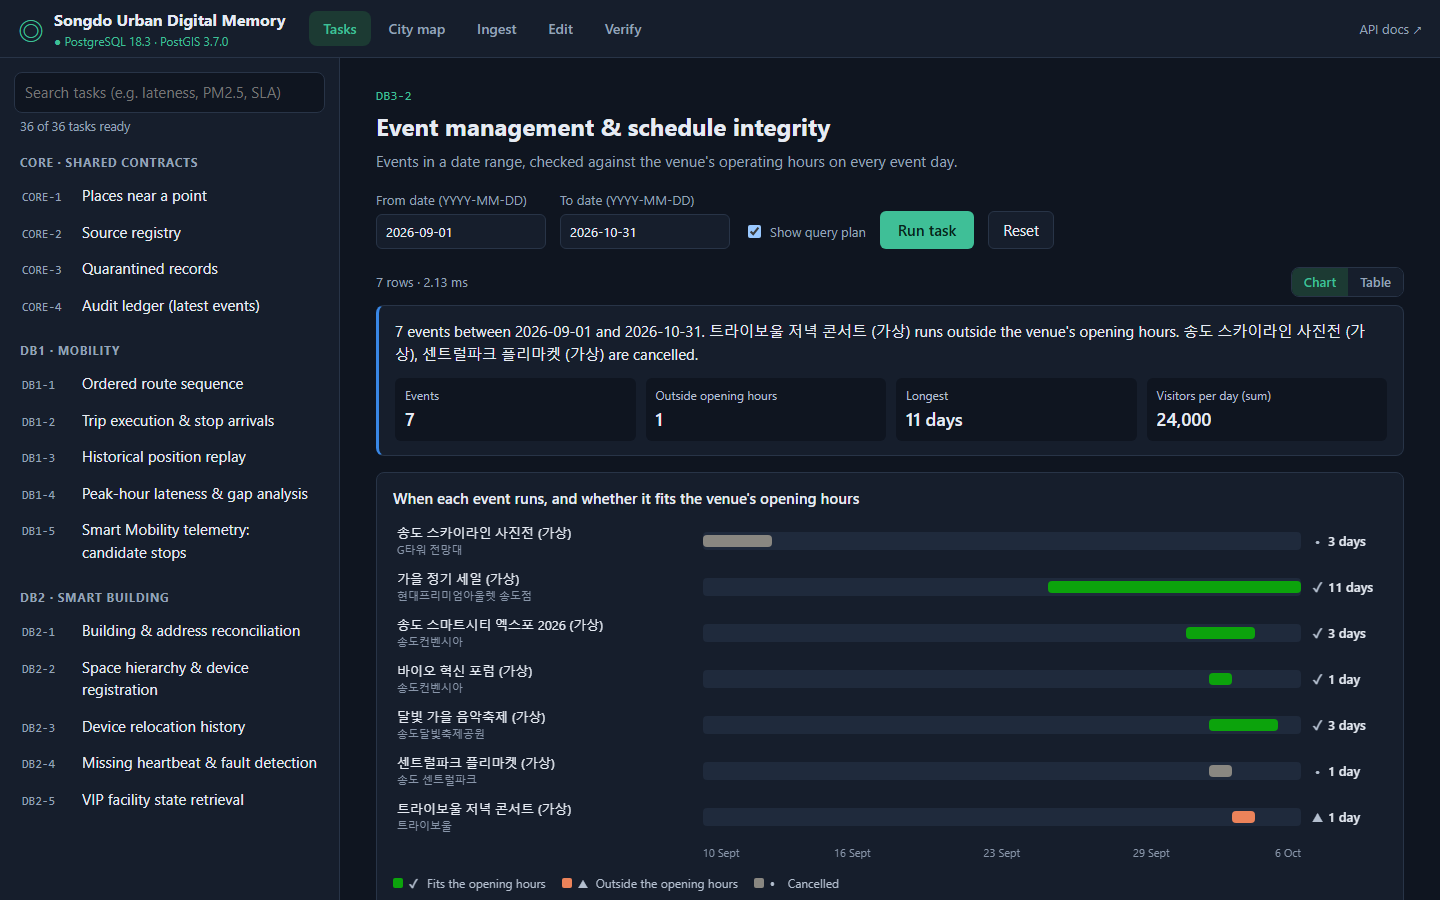 Songdo Urban Digital Memory
● PostgreSQL 18.3 · PostGIS 3.7.0
Tasks
City map
Ingest
Edit
Verify
API docs ↗
Search tasks (e.g. lateness, PM2.5, SLA)
36 of 36 tasks ready
CORE · SHARED CONTRACTS
CORE-1 Places near a point
CORE-2 Source registry
CORE-3 Quarantined records
CORE-4 Audit ledger (latest events)
DB1 · MOBILITY
DB1-1 Ordered route sequence
DB1-2 Trip execution & stop arrivals
DB1-3 Historical position replay
DB1-4 Peak-hour lateness & gap analysis
DB1-5 Smart Mobility telemetry:
candidate stops
DB2 · SMART BUILDING
DB2-1 Building & address reconciliation
DB2-2 Space hierarchy & device
registration
DB2-3 Device relocation history
DB2-4 Missing heartbeat & fault detection
DB2-5 VIP facility state retrieval
DB3-2
Event management & schedule integrity
Events in a date range, checked against the venue's operating hours on every event day.
From date (YYYY-MM-DD)
To date (YYYY-MM-DD)
2026-09-01
2026-10-31
Show query plan
Run task
Reset
7 rows · 2.13 ms
Chart
Table
7 events between 2026-09-01 and 2026-10-31. 트라이보울 저녁 콘서트 (가상) runs outside the venue's opening hours. 송도 스카이라인 사진전 (가
상), 센트럴파크 플리마켓 (가상) are cancelled.
Events
7
Outside opening hours
1
Longest
11 days
Visitors per day (sum)
24,000
When each event runs, and whether it fits the venue's opening hours
송도 스카이라인 사진전 (가상)
G타워 전망대
• 3 days
가을 정기 세일 (가상)
현대프리미엄아울렛 송도점
✓ 11 days
송도 스마트시티 엑스포 2026 (가상)
송도컨벤시아
✓ 3 days
바이오 혁신 포럼 (가상)
송도컨벤시아
✓ 1 day
달빛 가을 음악축제 (가상)
송도달빛축제공원
✓ 3 days
센트럴파크 플리마켓 (가상)
송도 센트럴파크
• 1 day
트라이보울 저녁 콘서트 (가상)
트라이보울
▲ 1 day
10 Sept
16 Sept
23 Sept
29 Sept
6 Oct
✓ Fits the opening hours
▲ Outside the opening hours
• Cancelled